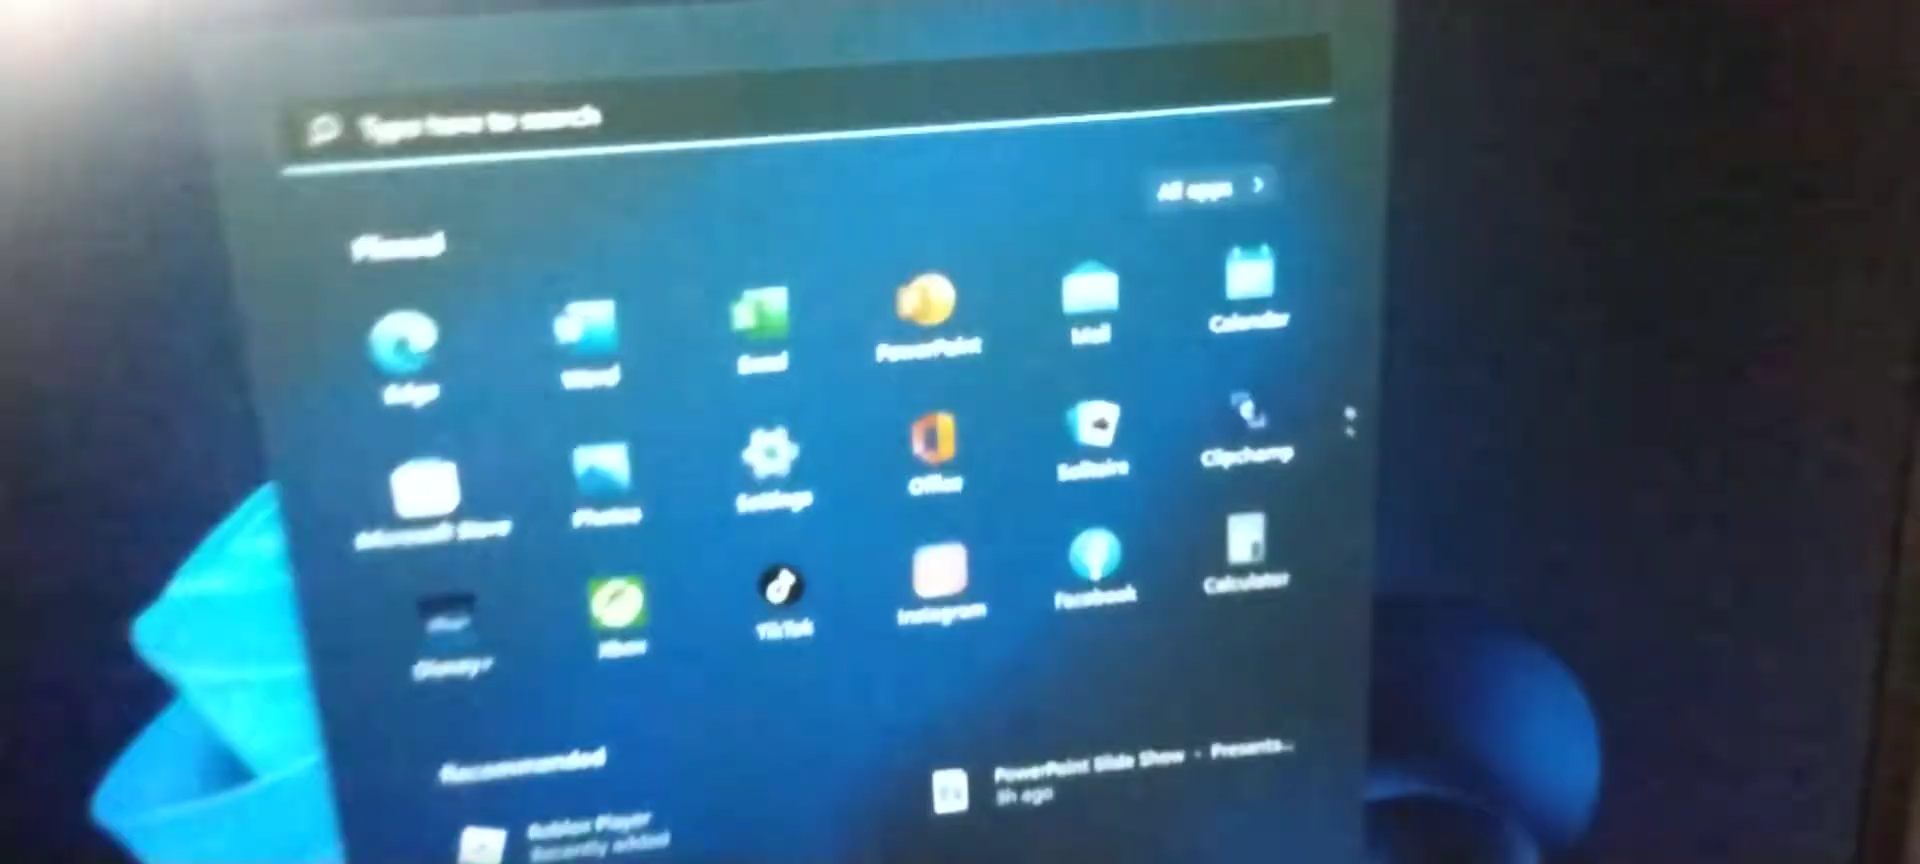 Type here to search
All apps
Pinned
Edge
Word
Excel
PowerPoint
Mail
Calendar
Microsoft Store
Photos
Settings
Office
Solitaire
Clipchamp
Disney+
Xbox
TikTok
Instagram
Facebook
Calculator
Recommended
Roblox Player
Recently added
PowerPoint Slide Show - Presenta...
3h ago